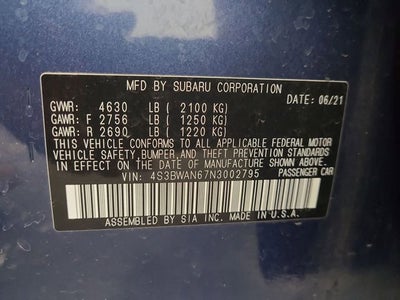 MFD BY SUBARU CORPORATION
GVWR: 4630 LB ( 2100 KG) DATE: 06/21
GAWR: F 2756 LB ( 1250 KG)
GAWR: R 2690 LB ( 1220 KG)
THIS VEHICLE CONFORMS TO ALL APPLICABLE FEDERAL MOTOR
VEHICLE SAFETY, BUMPER, AND THEFT PREVENTION STANDARDS
IN EFFECT ON THE DATE OF MANUFACTURE SHOWN ABOVE.
VIN: 4S3BWAN67N3002795 PASSENGER CAR
ASSEMBLED BY SIA INC. MADE IN U.S.A.